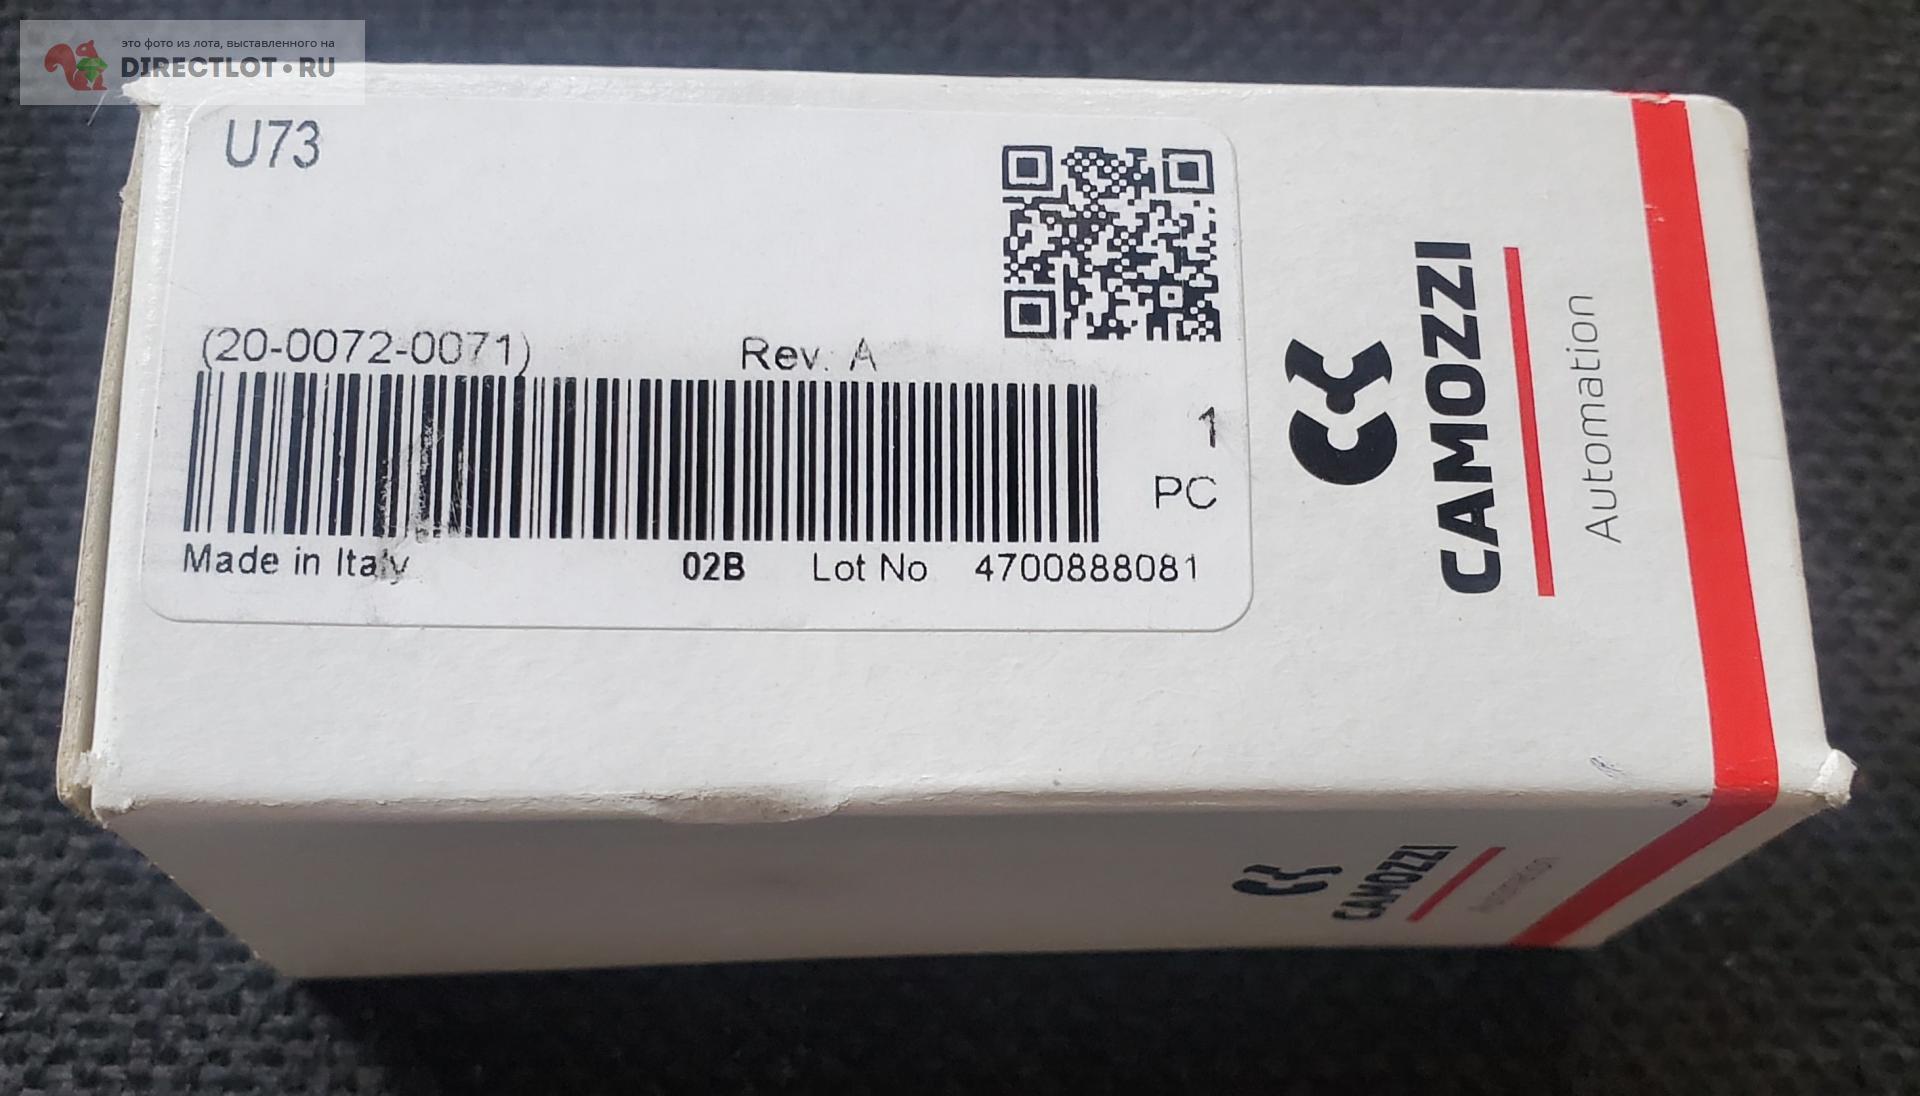 это фото из лота, выставленного на
DIRECTLOT•RU
U73
(20-0072-0071)
Rev. A
1
PC
Made in Italy
02B
Lot No
4700888081
CAMOZZI
Automation
CAMOZZI
Automation